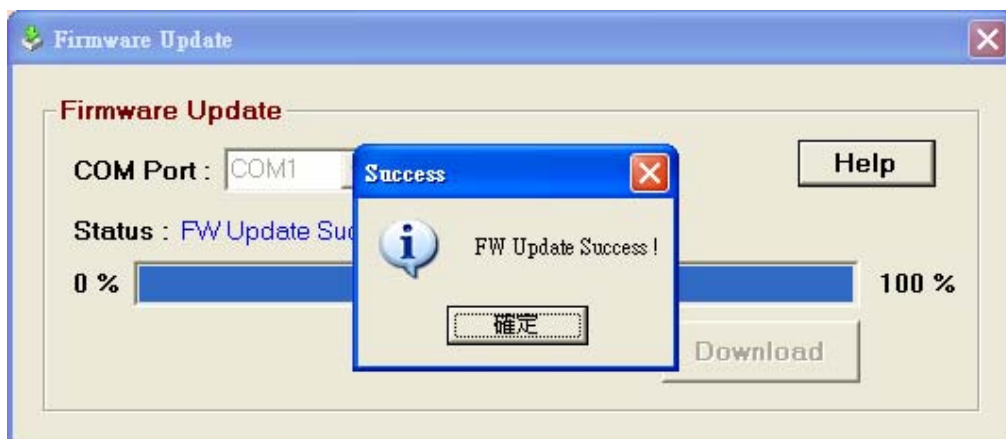 Firmware Update
Firmware Update
COM Port : COM1
Help
Status : FW Update Suc
0 %
100 %
Download
Success
FW Update Success !
確定